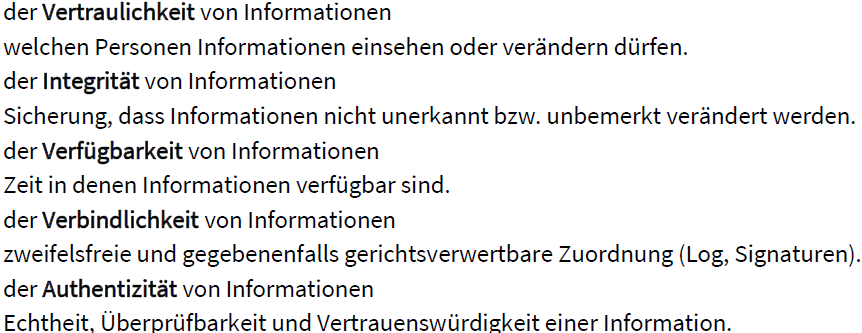 der Vertraulichkeit von Informationen
welchen Personen Informationen einsehen oder verändern dürfen.
der Integrität von Informationen
Sicherung, dass Informationen nicht unerkannt bzw. unbemerkt verändert werden.
der Verfügbarkeit von Informationen
Zeit in denen Informationen verfügbar sind.
der Verbindlichkeit von Informationen
zweifelsfreie und gegebenenfalls gerichtsverwertbare Zuordnung (Log, Signaturen).
der Authentizität von Informationen
Echtheit, Überprüfbarkeit und Vertrauenswürdigkeit einer Information.